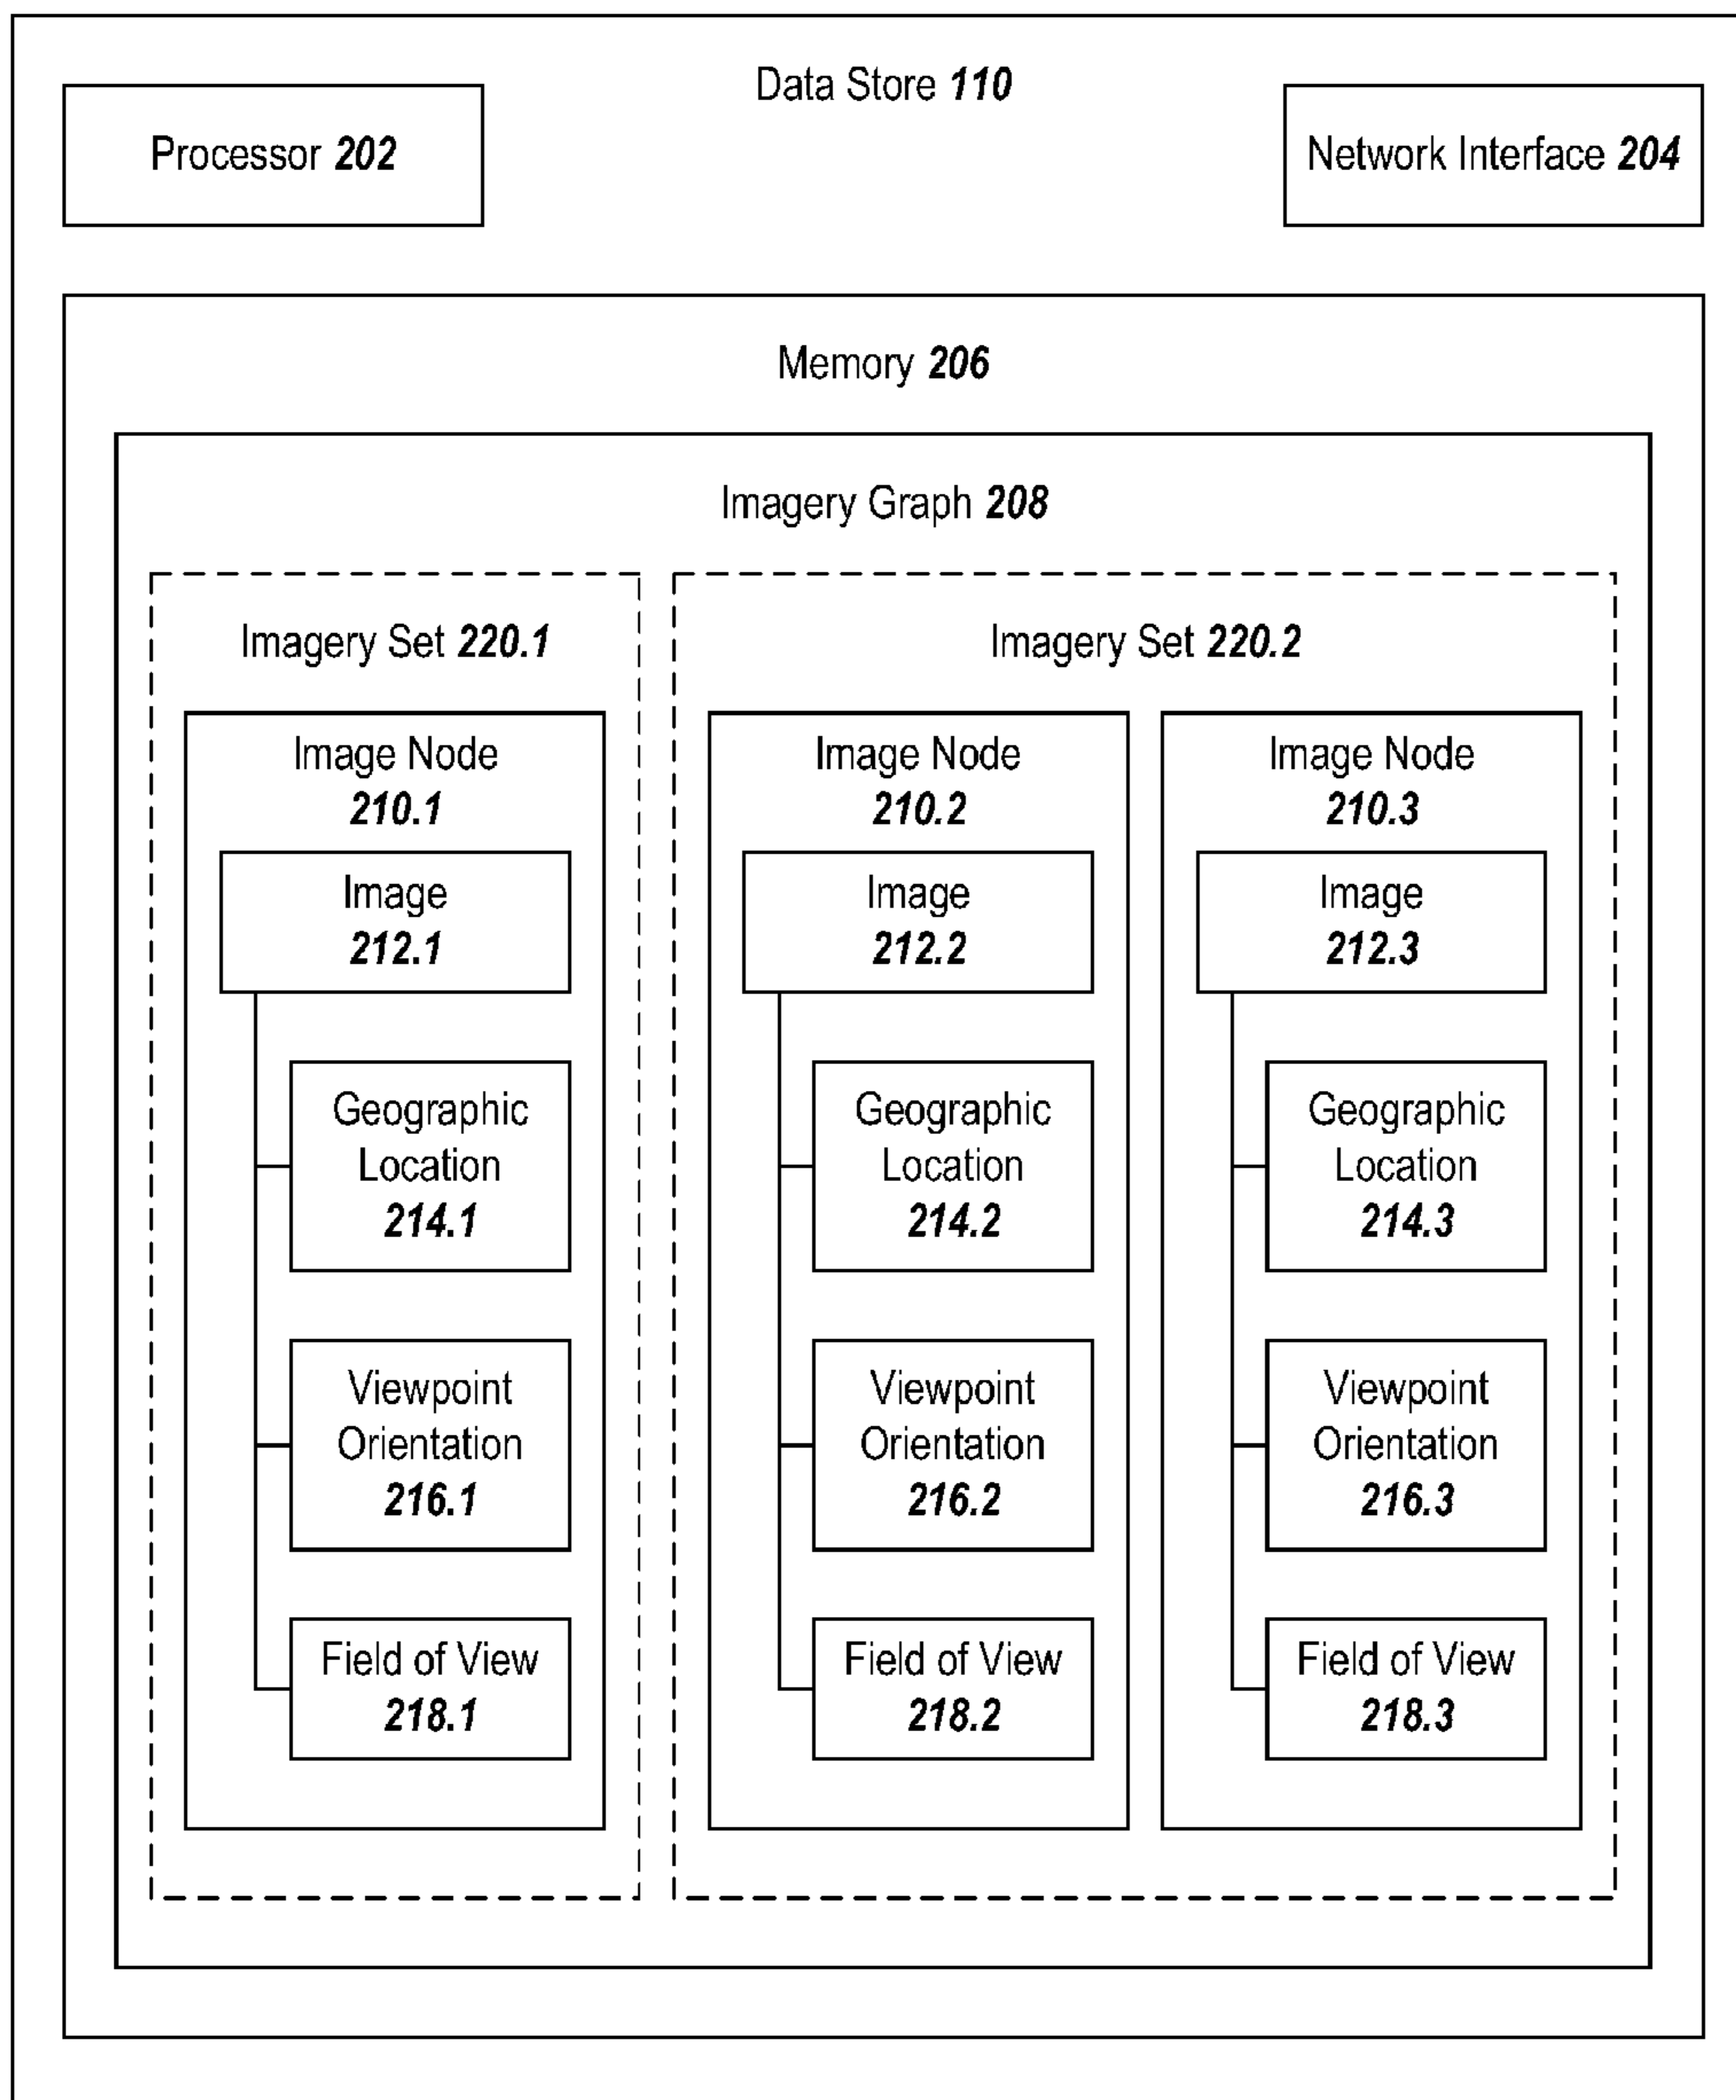 Data Store 110
Processor 202
Network Interface 204
Memory 206
Imagery Graph 208
Imagery Set 220.1
Image Node
210.1
Image
212.1
Geographic
Location
214.1
Viewpoint
Orientation
216.1
Field of View
218.1
Imagery Set 220.2
Image Node
210.2
Image
212.2
Geographic
Location
214.2
Viewpoint
Orientation
216.2
Field of View
218.2
Image Node
210.3
Image
212.3
Geographic
Location
214.3
Viewpoint
Orientation
216.3
Field of View
218.3